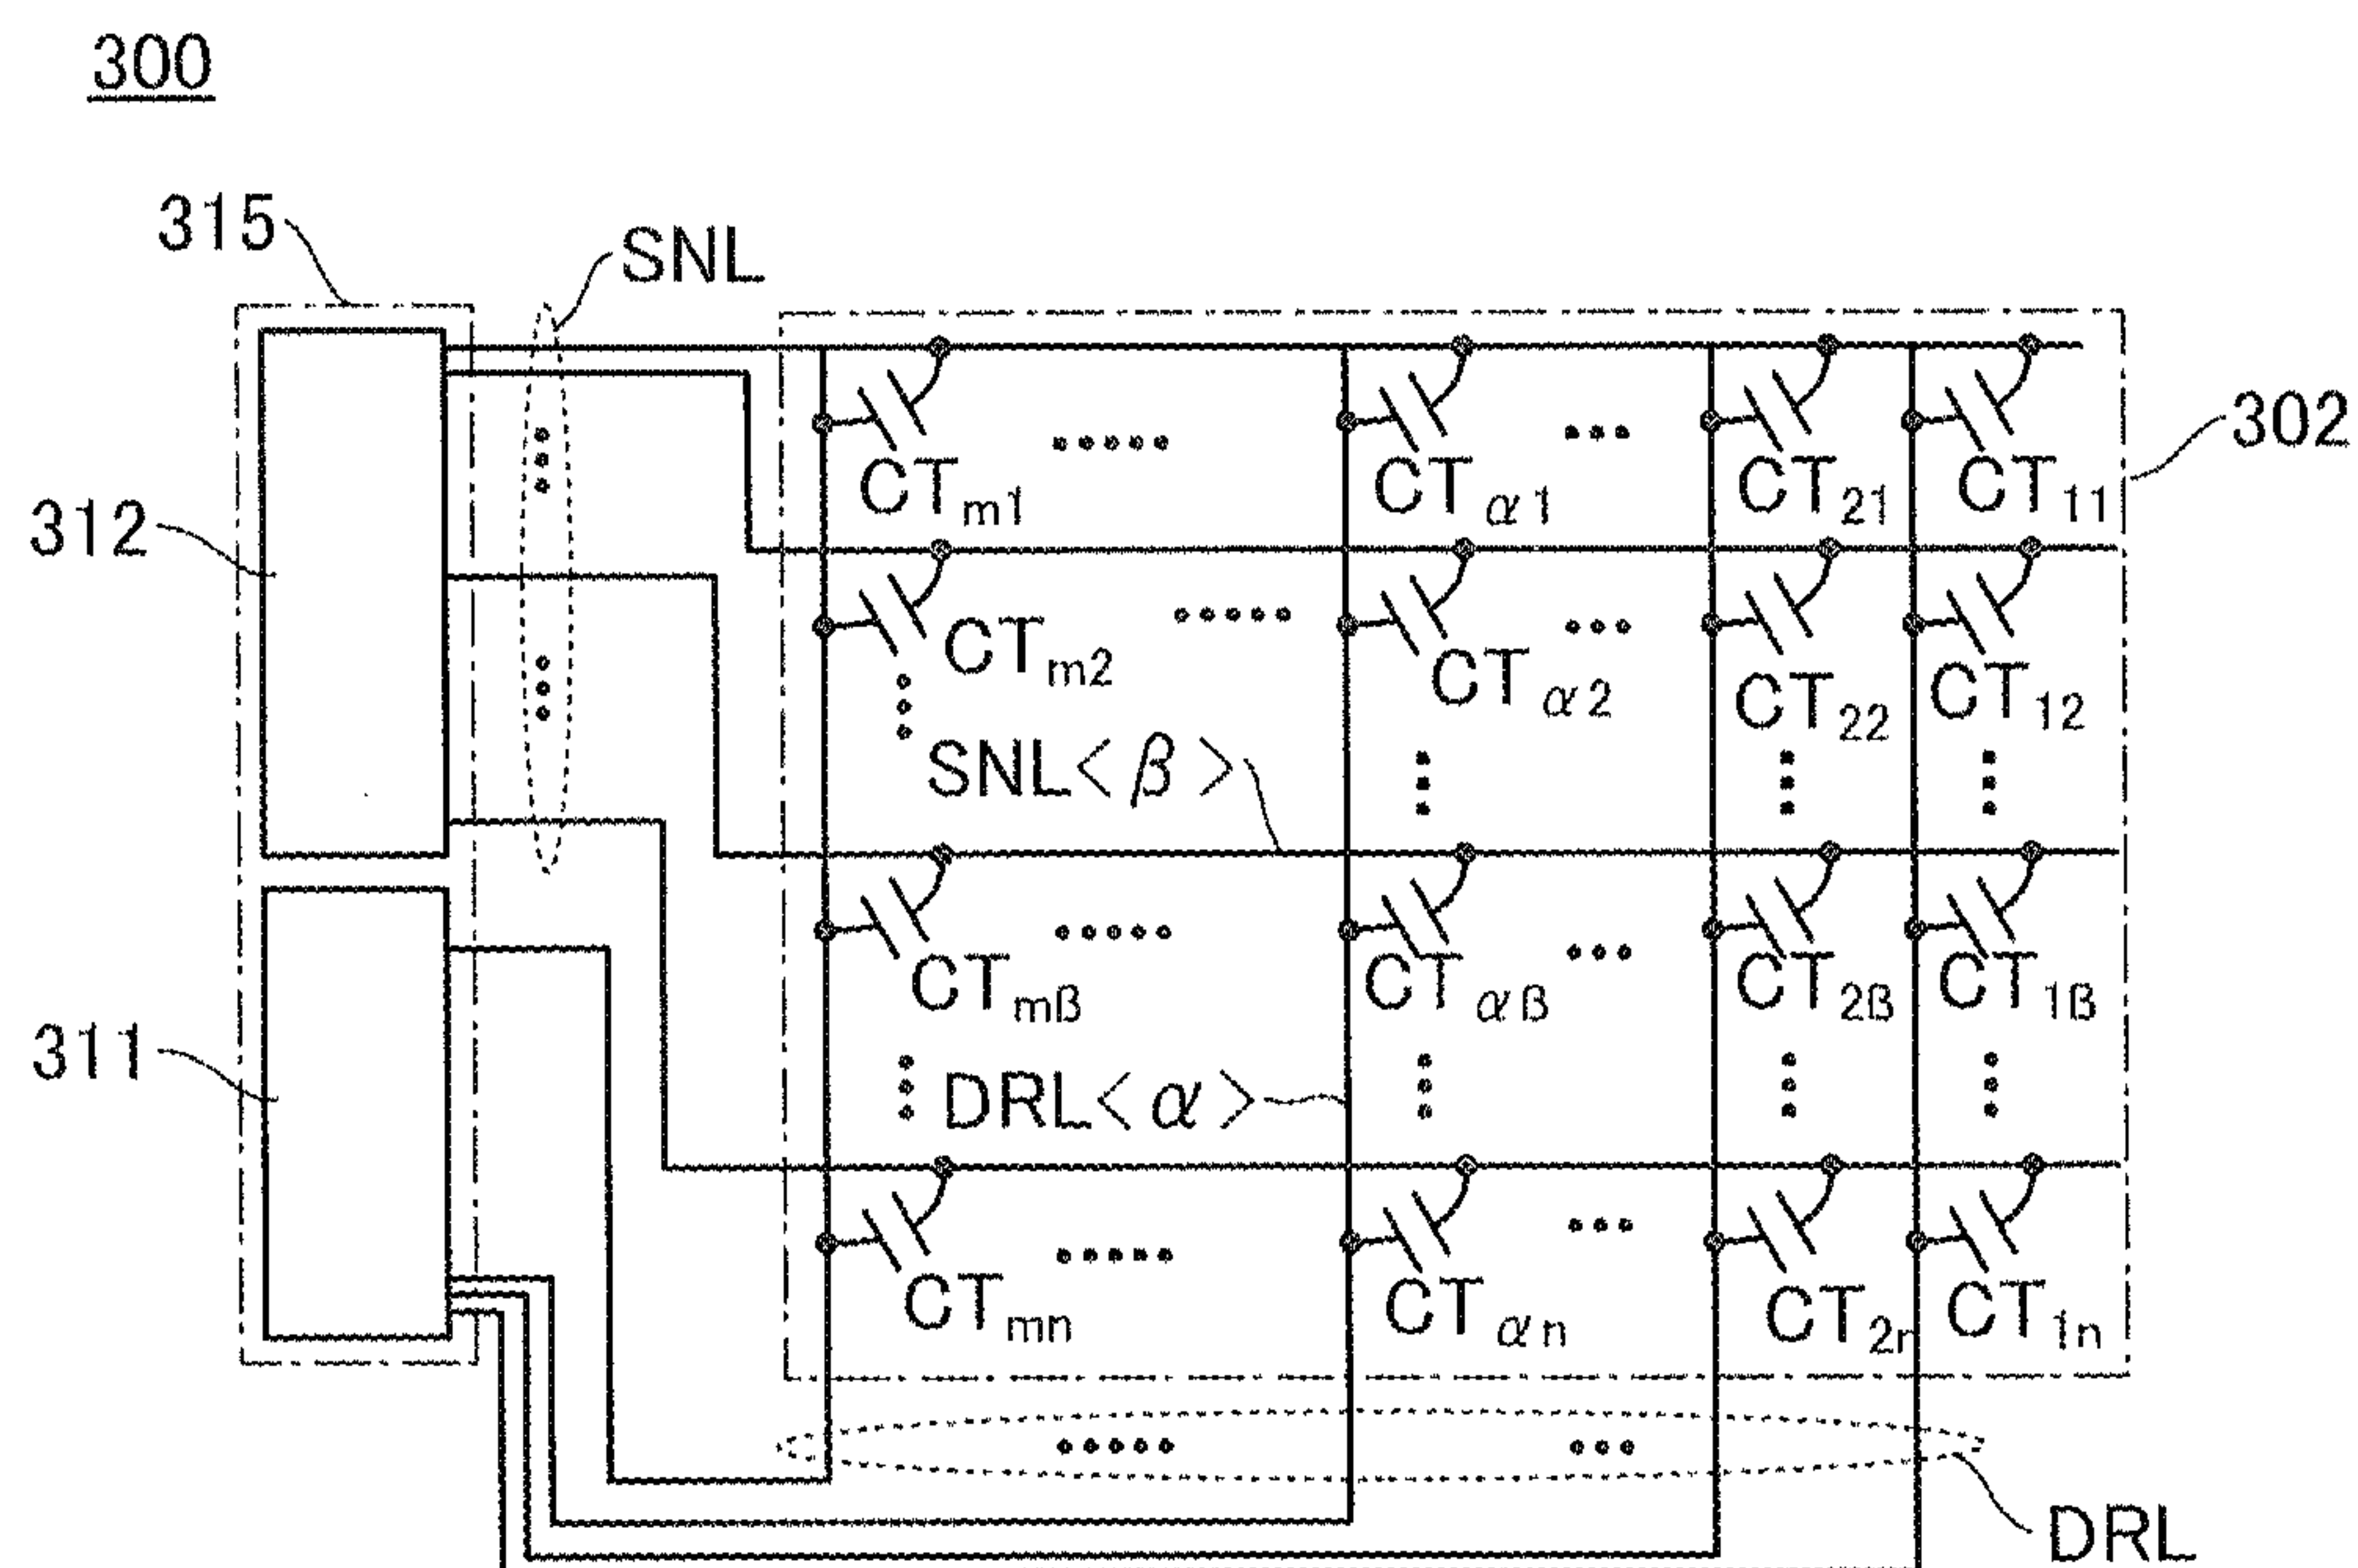 300
315
SNL
302
CTm1 ····· CTα1 ··· CT21 CT11
312
CTm2 ····· CTα2 ··· CT22 CT12
SNL<β>
CTmβ ····· CTαβ ··· CT2β CT1β
311
DRL<α>
CTmn ····· CTαn ··· CT2n CT1n
DRL